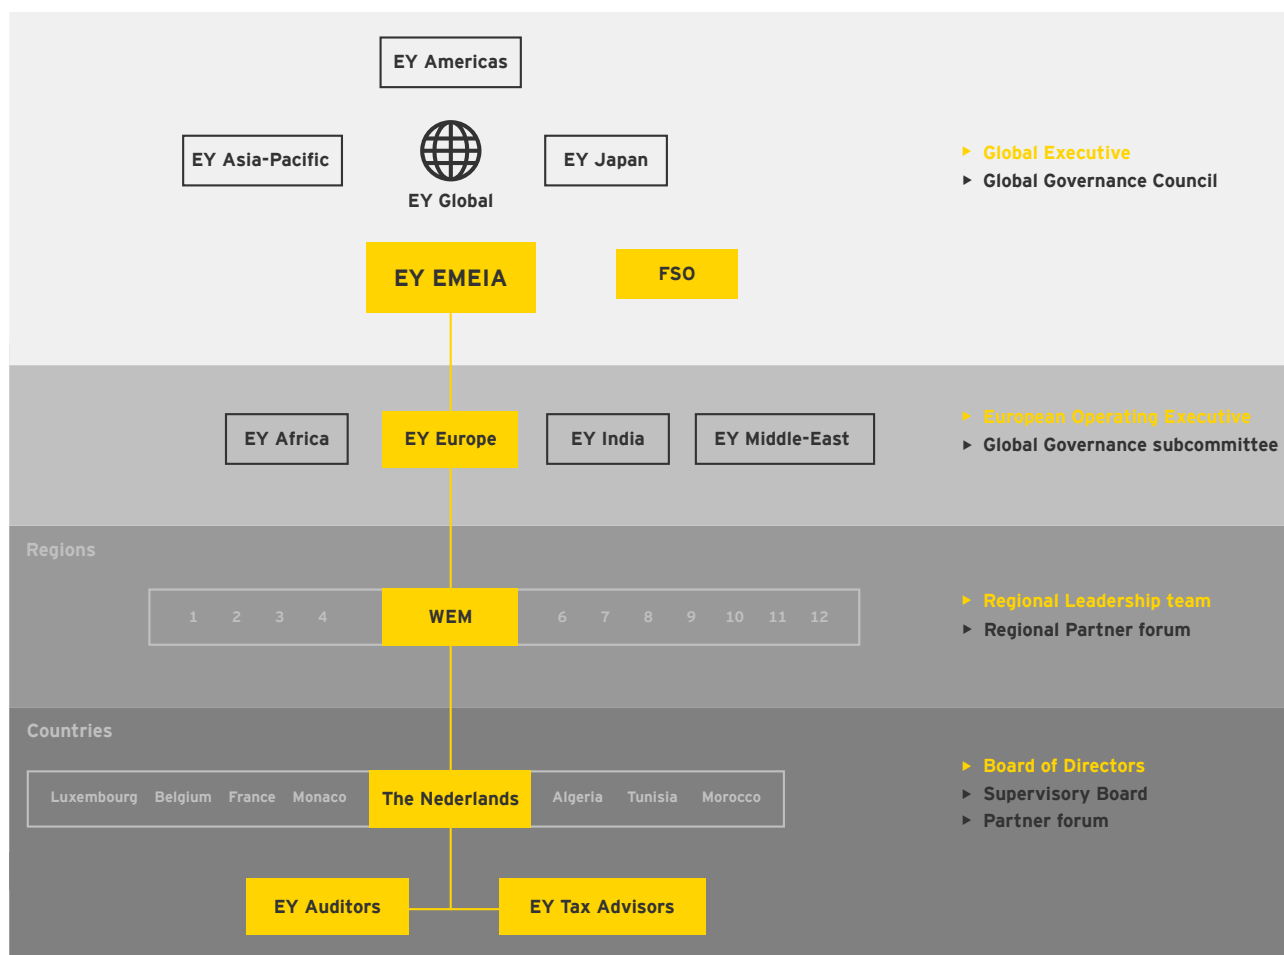 EY Americas
EY Asia-Pacific
EY Japan
EY Global
EY EMEIA
FSO
Global Executive
Global Governance Council
EY Africa
EY Europe
EY India
EY Middle-East
European Operating Executive
Global Governance subcommittee
Regions
1 2 3 4 WEM 6 7 8 9 10 11 12
Regional Leadership team
Regional Partner forum
Countries
Luxembourg Belgium France Monaco The Nederlands Algeria Tunisia Morocco
Board of Directors
Supervisory Board
Partner forum
EY Auditors
EY Tax Advisors